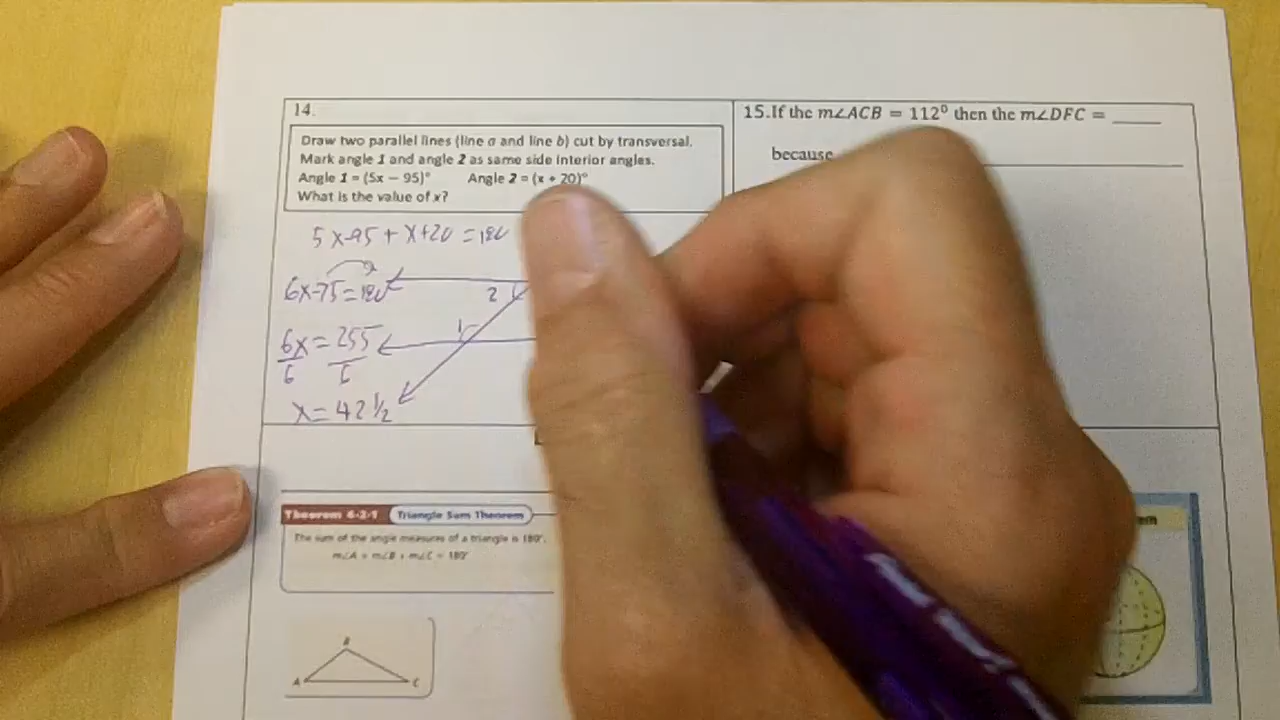 14.
Draw two parallel lines (line a and line b) cut by transversal.
Mark angle 1 and angle 2 as same side interior angles.
Angle 1 = (5x − 95)° Angle 2 = (x + 20)°
What is the value of x?
5x-95 + x+20 = 180
6x-75=180
2
1
6x = 255
6 6
x = 42 1/2
15. If the m∠ACB = 112⁰ then the m∠DFC = _____
because
Theorem 6-2-1 Triangle Sum Theorem
The sum of the angle measures of a triangle is 180°.
m∠A + m∠B + m∠C = 180°
B
A C